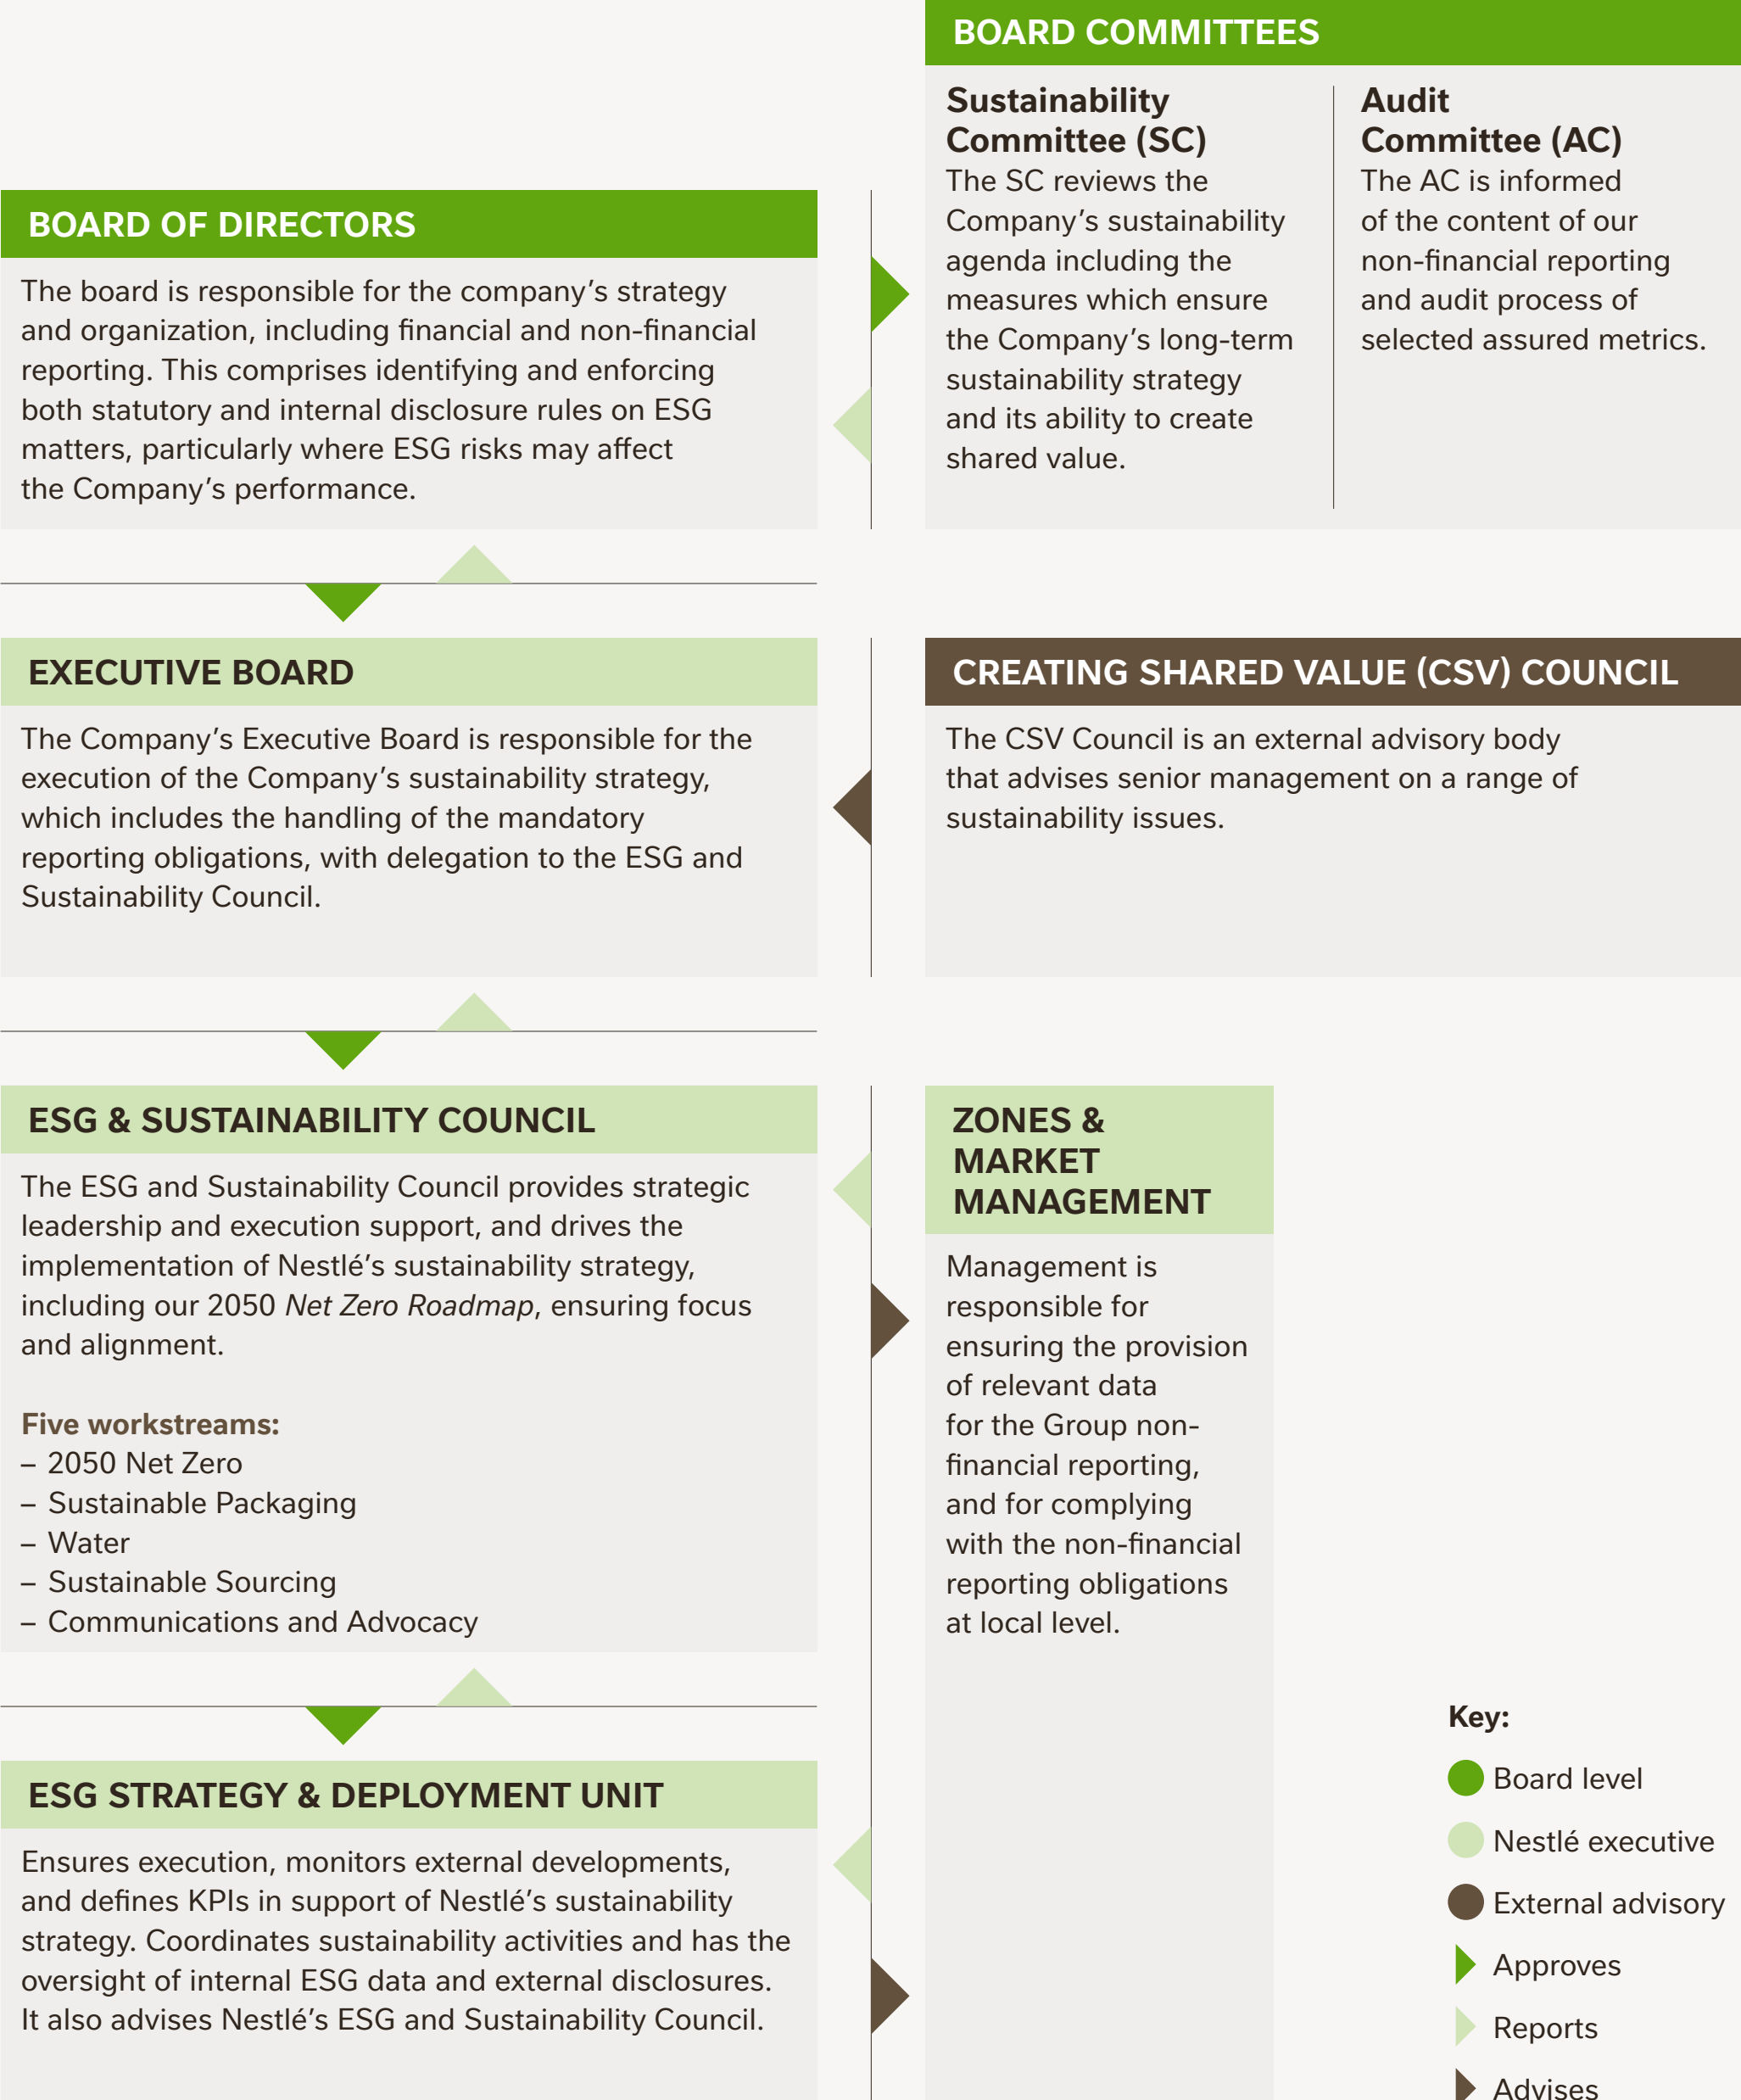 BOARD COMMITTEES
Sustainability
Committee (SC)
The SC reviews the
Company’s sustainability
agenda including the
measures which ensure
the Company’s long-term
sustainability strategy
and its ability to create
shared value.
Audit
Committee (AC)
The AC is informed
of the content of our
non-financial reporting
and audit process of
selected assured metrics.
BOARD OF DIRECTORS
The board is responsible for the company’s strategy
and organization, including financial and non-financial
reporting. This comprises identifying and enforcing
both statutory and internal disclosure rules on ESG
matters, particularly where ESG risks may affect
the Company’s performance.
EXECUTIVE BOARD
The Company’s Executive Board is responsible for the
execution of the Company’s sustainability strategy,
which includes the handling of the mandatory
reporting obligations, with delegation to the ESG and
Sustainability Council.
CREATING SHARED VALUE (CSV) COUNCIL
The CSV Council is an external advisory body
that advises senior management on a range of
sustainability issues.
ESG & SUSTAINABILITY COUNCIL
The ESG and Sustainability Council provides strategic
leadership and execution support, and drives the
implementation of Nestlé’s sustainability strategy,
including our 2050 Net Zero Roadmap, ensuring focus
and alignment.
Five workstreams:
– 2050 Net Zero
– Sustainable Packaging
– Water
– Sustainable Sourcing
– Communications and Advocacy
ZONES &
MARKET
MANAGEMENT
Management is
responsible for
ensuring the provision
of relevant data
for the Group non-
financial reporting,
and for complying
with the non-financial
reporting obligations
at local level.
ESG STRATEGY & DEPLOYMENT UNIT
Ensures execution, monitors external developments,
and defines KPIs in support of Nestlé’s sustainability
strategy. Coordinates sustainability activities and has the
oversight of internal ESG data and external disclosures.
It also advises Nestlé’s ESG and Sustainability Council.
Key:
Board level
Nestlé executive
External advisory
Approves
Reports
Advises